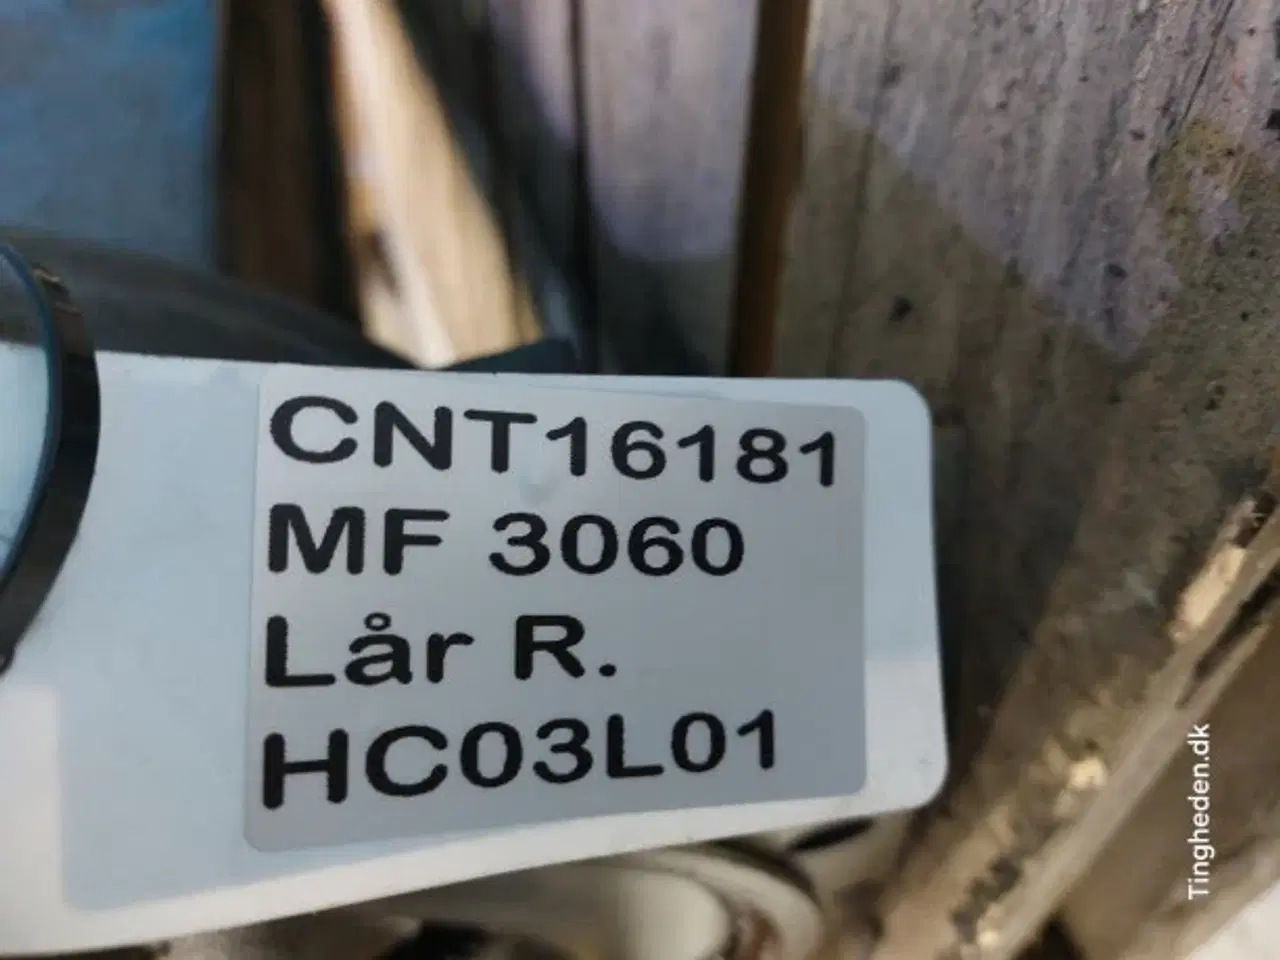 CNT16181
MF 3060
Lår R.
HC03L01
Tingheden.dk